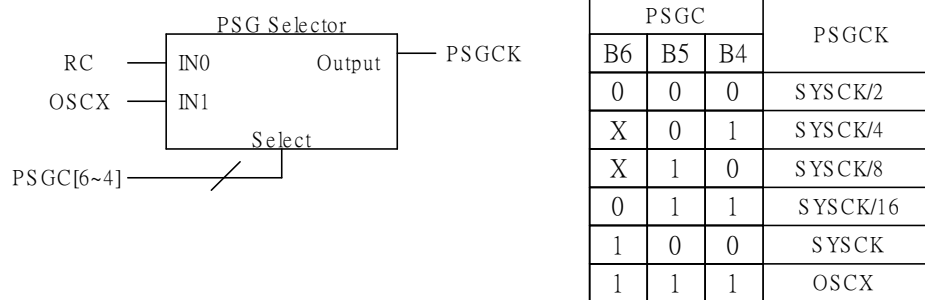 PSG Selector
RC
IN0
Output
PSGCK
OSCX
IN1
Select
PSGC[6~4]
PSGC
PSGCK
B6 B5 B4
0 0 0 SYSCK/2
X 0 1 SYSCK/4
X 1 0 SYSCK/8
0 1 1 SYSCK/16
1 0 0 SYSCK
1 1 1 OSCX